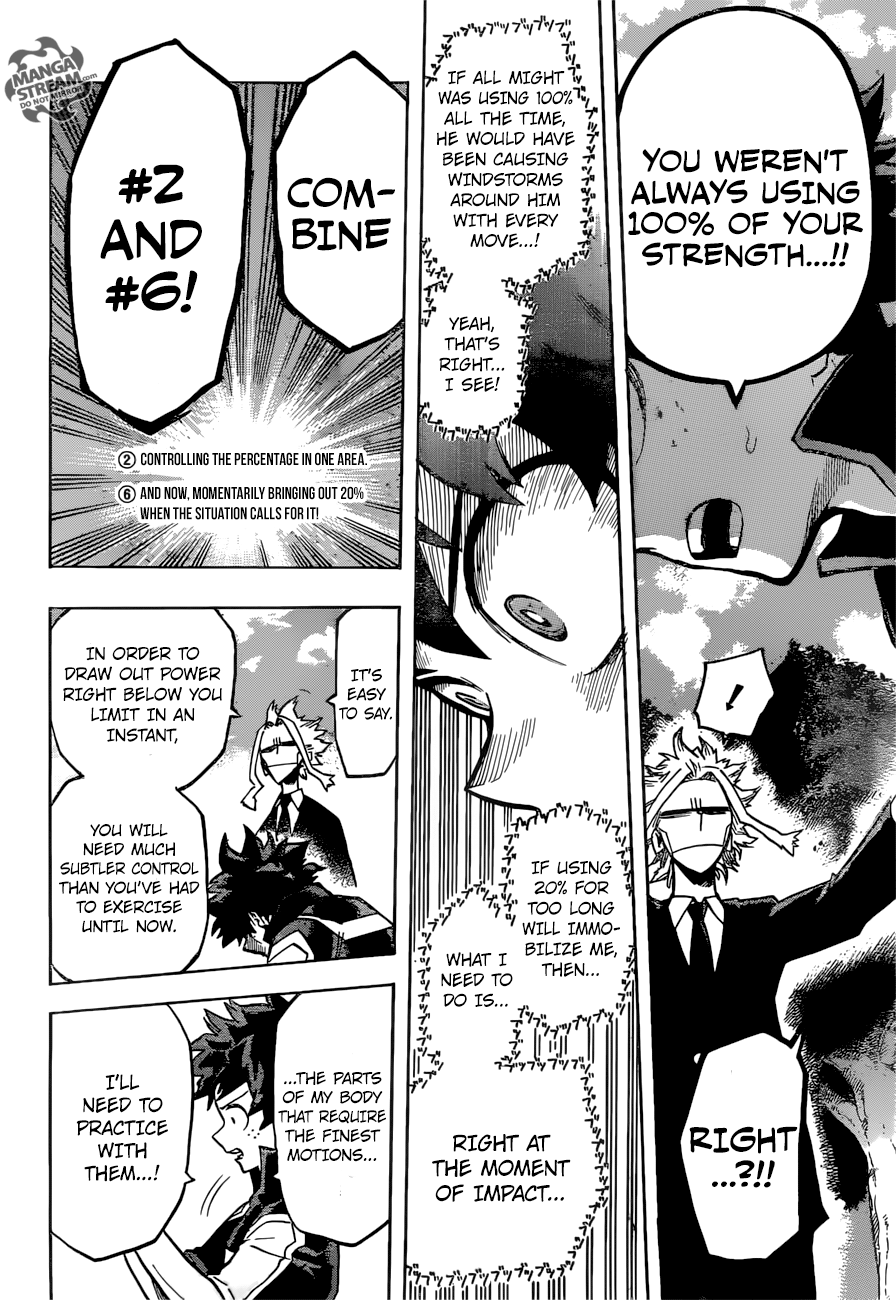 MANGA
STREAM.com
DO NOT MIRROR!
YOU WEREN'T
ALWAYS USING
100% OF YOUR
STRENGTH...!!
!
RIGHT
...?!!
IF ALL MIGHT
WAS USING 100%
ALL THE TIME,
HE WOULD HAVE
BEEN CAUSING
WINDSTORMS
AROUND HIM
WITH EVERY
MOVE...!
YEAH,
THAT'S
RIGHT...
I SEE!
IF USING
20% FOR
TOO LONG
WILL IMMO-
BILIZE ME,
THEN...
WHAT I
NEED TO
DO IS...
RIGHT AT
THE MOMENT
OF IMPACT...
COM-
BINE
#2
AND
#6!
② CONTROLLING THE PERCENTAGE IN ONE AREA.
⑥ AND NOW, MOMENTARILY BRINGING OUT 20%
WHEN THE SITUATION CALLS FOR IT!
IT'S
EASY
TO SAY.
IN ORDER TO
DRAW OUT POWER
RIGHT BELOW YOU
LIMIT IN AN
INSTANT,
YOU WILL
NEED MUCH
SUBTLER CONTROL
THAN YOU'VE HAD
TO EXERCISE
UNTIL NOW.
...THE PARTS
OF MY BODY
THAT REQUIRE
THE FINEST
MOTIONS...
I'LL
NEED TO
PRACTICE
WITH
THEM...!